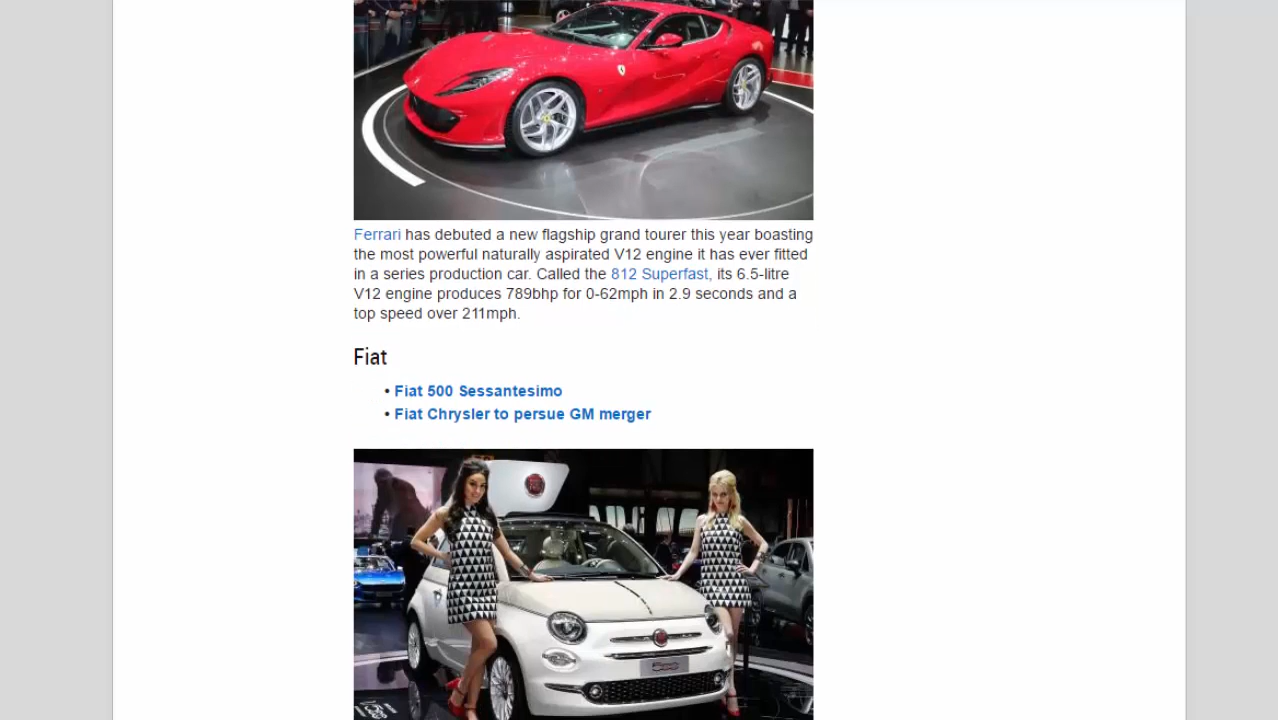 Ferrari has debuted a new flagship grand tourer this year boasting
the most powerful naturally aspirated V12 engine it has ever fitted
in a series production car. Called the 812 Superfast, its 6.5-litre
V12 engine produces 789bhp for 0-62mph in 2.9 seconds and a
top speed over 211mph.
Fiat
• Fiat 500 Sessantesimo
• Fiat Chrysler to persue GM merger
500